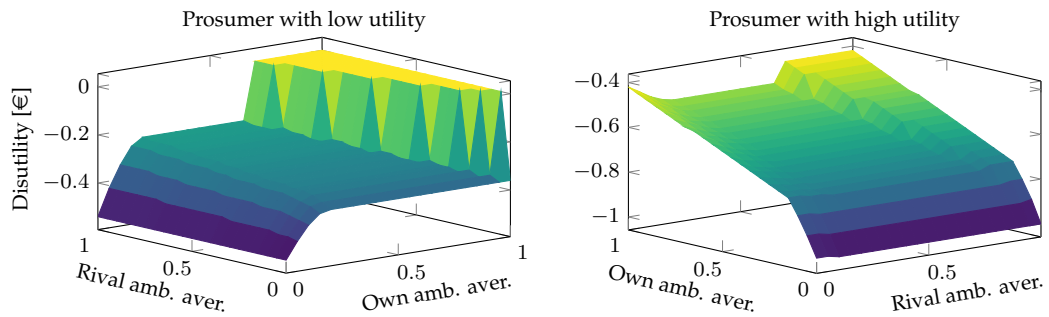 Prosumer with low utility
0
−0.2
−0.4
Disutility [€]
1
0.5
0
Rival amb. aver.
0
0.5
1
Own amb. aver.
Prosumer with high utility
−0.4
−0.6
−0.8
−1
1
0.5
0
Own amb. aver.
0
0.5
Rival amb. aver.